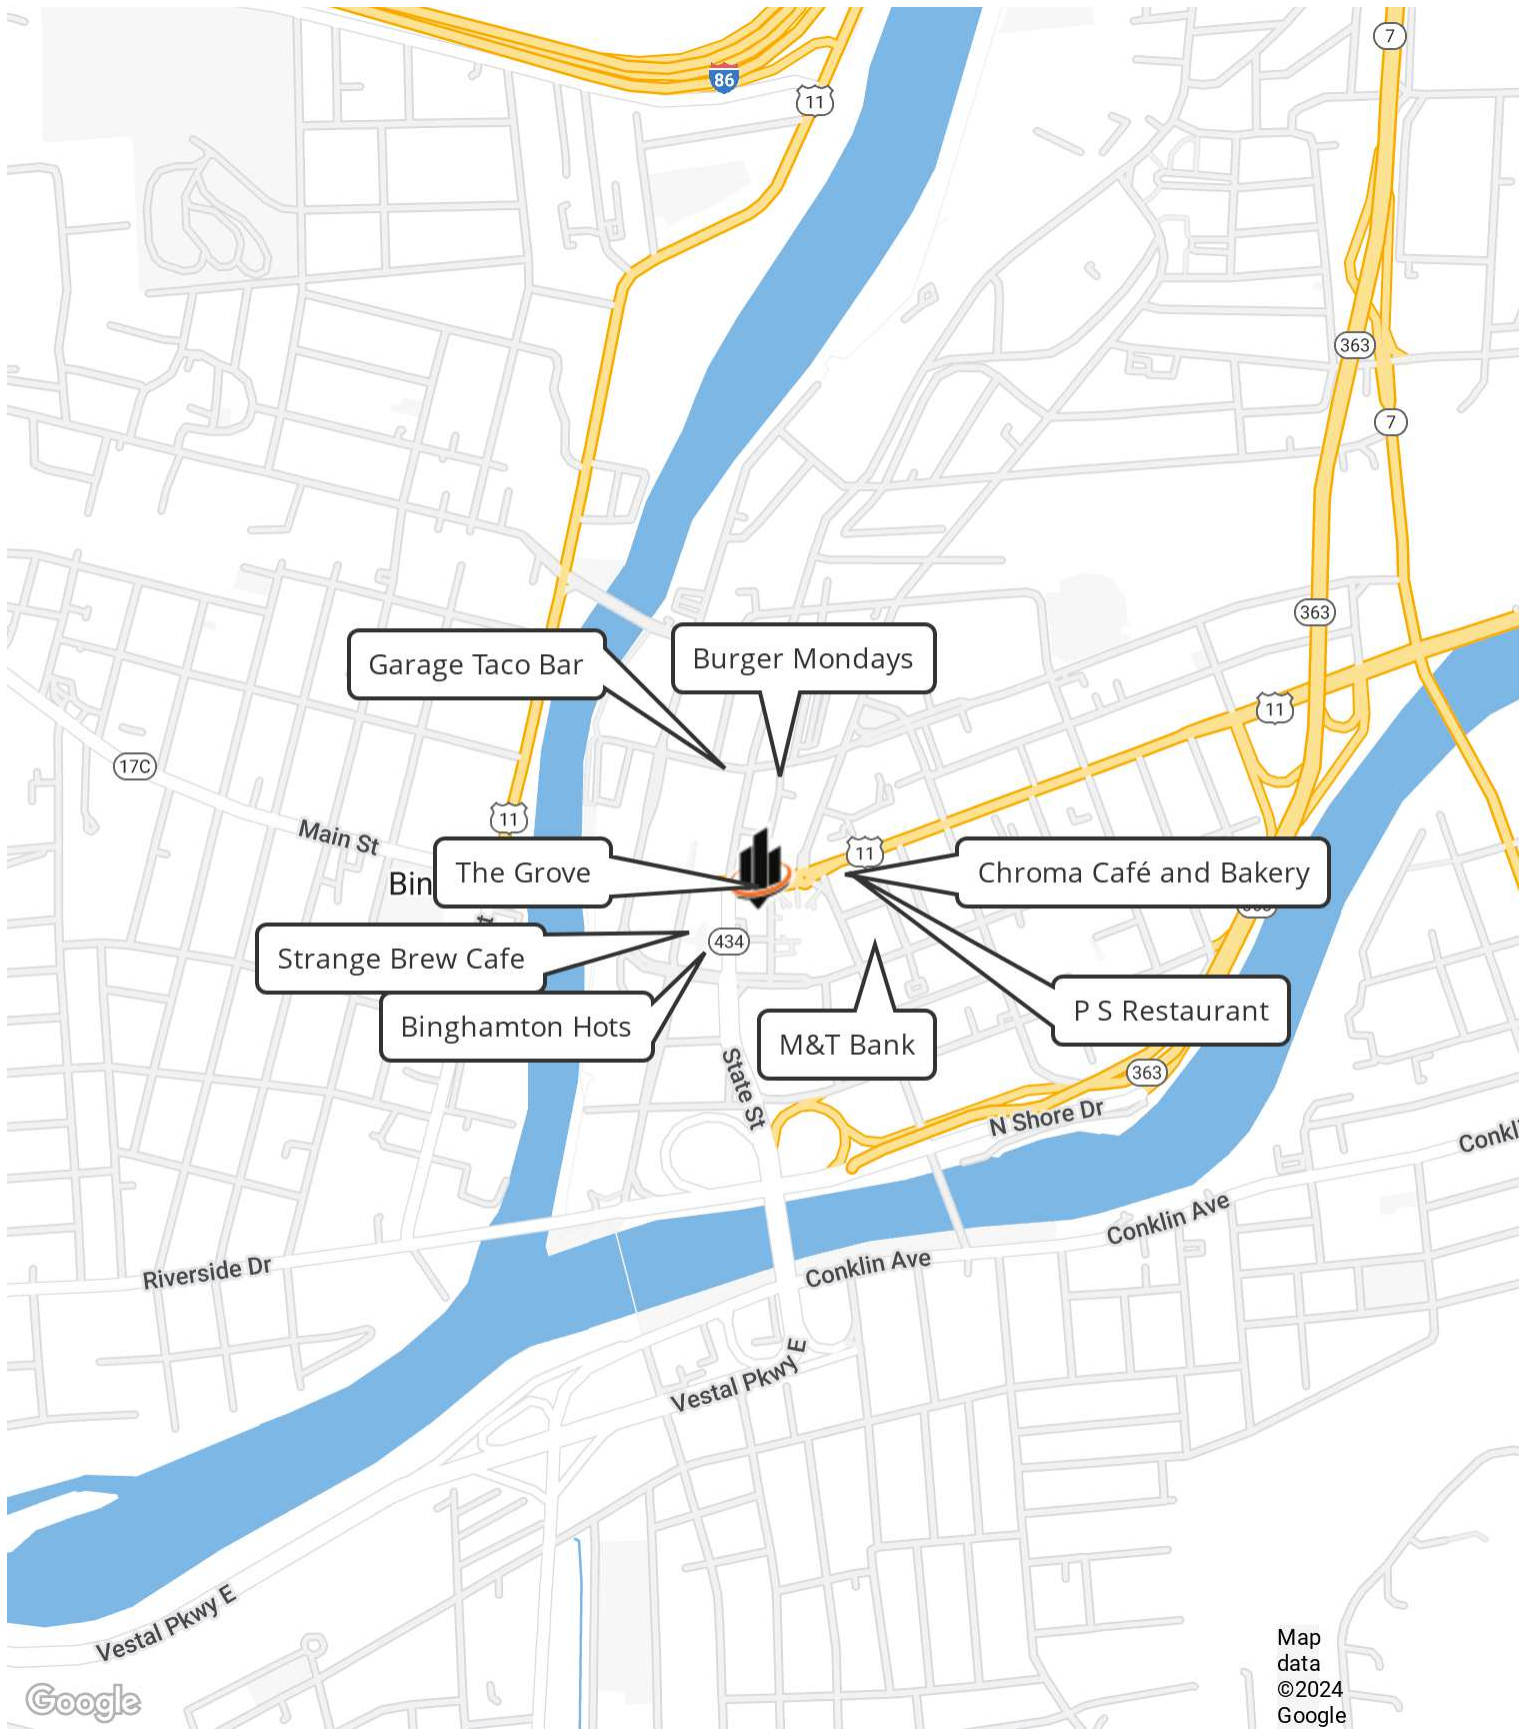 7
86
11
363
7
363
Garage Taco Bar
Burger Mondays
11
17C
11
Main St
11
The Grove
Chroma Café and Bakery
Bin
Strange Brew Cafe
434
P S Restaurant
Binghamton Hots
M&T Bank
State St
363
N Shore Dr
Conkl
Conklin Ave
Riverside Dr
Conklin Ave
Vestal Pkwy E
Vestal Pkwy E
Google
Map
data
©2024
Google